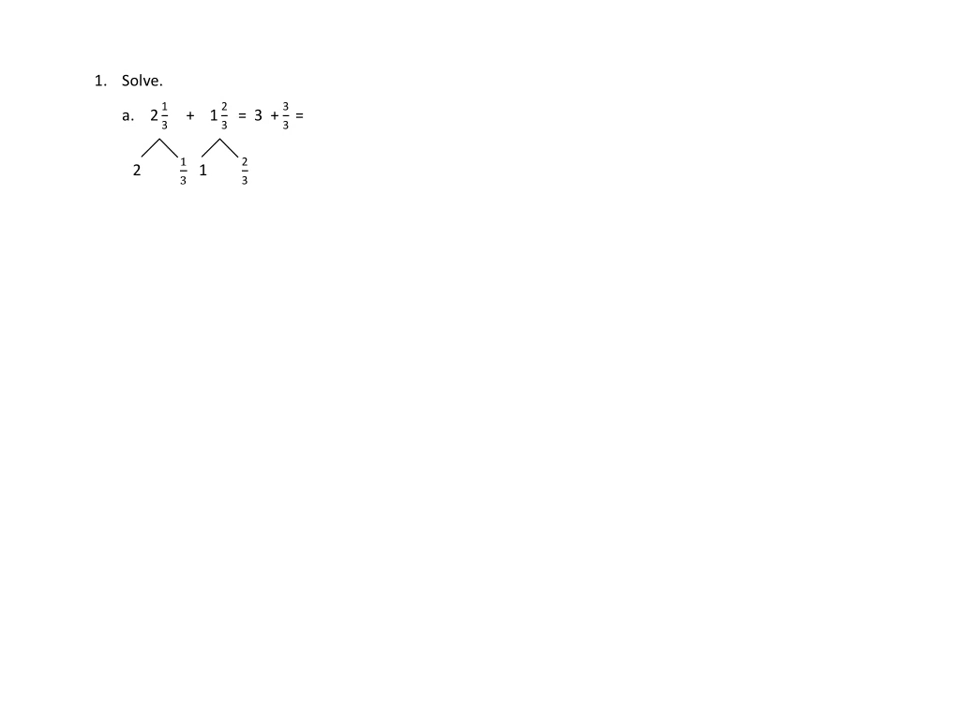 1. Solve.
a. 2 1/3 + 1 2/3 = 3 + 3/3 =
2 1/3 1 2/3